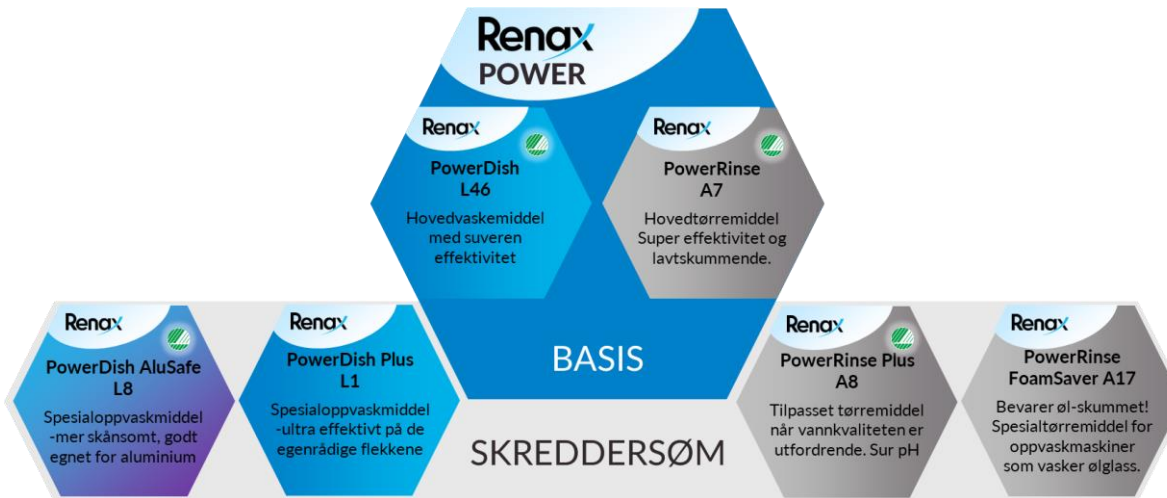 Renax
POWER
Renax
PowerDish
L46
Hovedvaskemiddel
med suveren
effektivitet
Renax
PowerRinse
A7
Hovedtørremiddel
Super effektivitet og
lavtskummende.
BASIS
Renax
PowerDish AluSafe
L8
Spesialoppvaskmiddel
-mer skånsomt, godt
egnet for aluminium
Renax
PowerDish Plus
L1
Spesialoppvaskmiddel
-ultra effektivt på de
egenrådige flekkene
SKREDDERSØM
Renax
PowerRinse Plus
A8
Tilpasset tørremiddel
når vannkvaliteten er
utfordrende. Sur pH
Renax
PowerRinse
FoamSaver A17
Bevarer øl-skummet!
Spesialtørremiddel for
oppvaskmaskiner
som vasker ølglass.